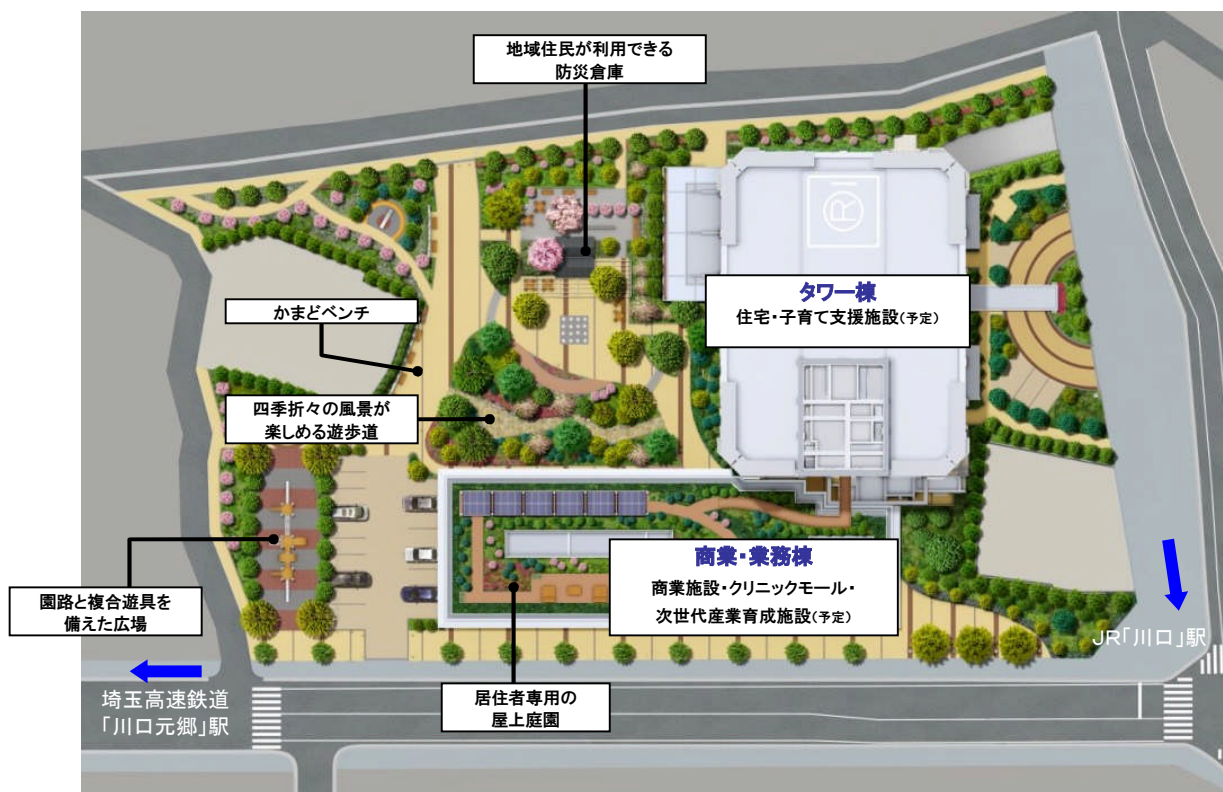 地域住民が利用できる
防災倉庫
Ⓡ
タワー棟
住宅・子育て支援施設(予定)
かまどベンチ
四季折々の風景が
楽しめる遊歩道
商業・業務棟
商業施設・クリニックモール・
次世代産業育成施設(予定)
園路と複合遊具を
備えた広場
JR「川口」駅
埼玉高速鉄道
「川口元郷」駅
居住者専用の
屋上庭園